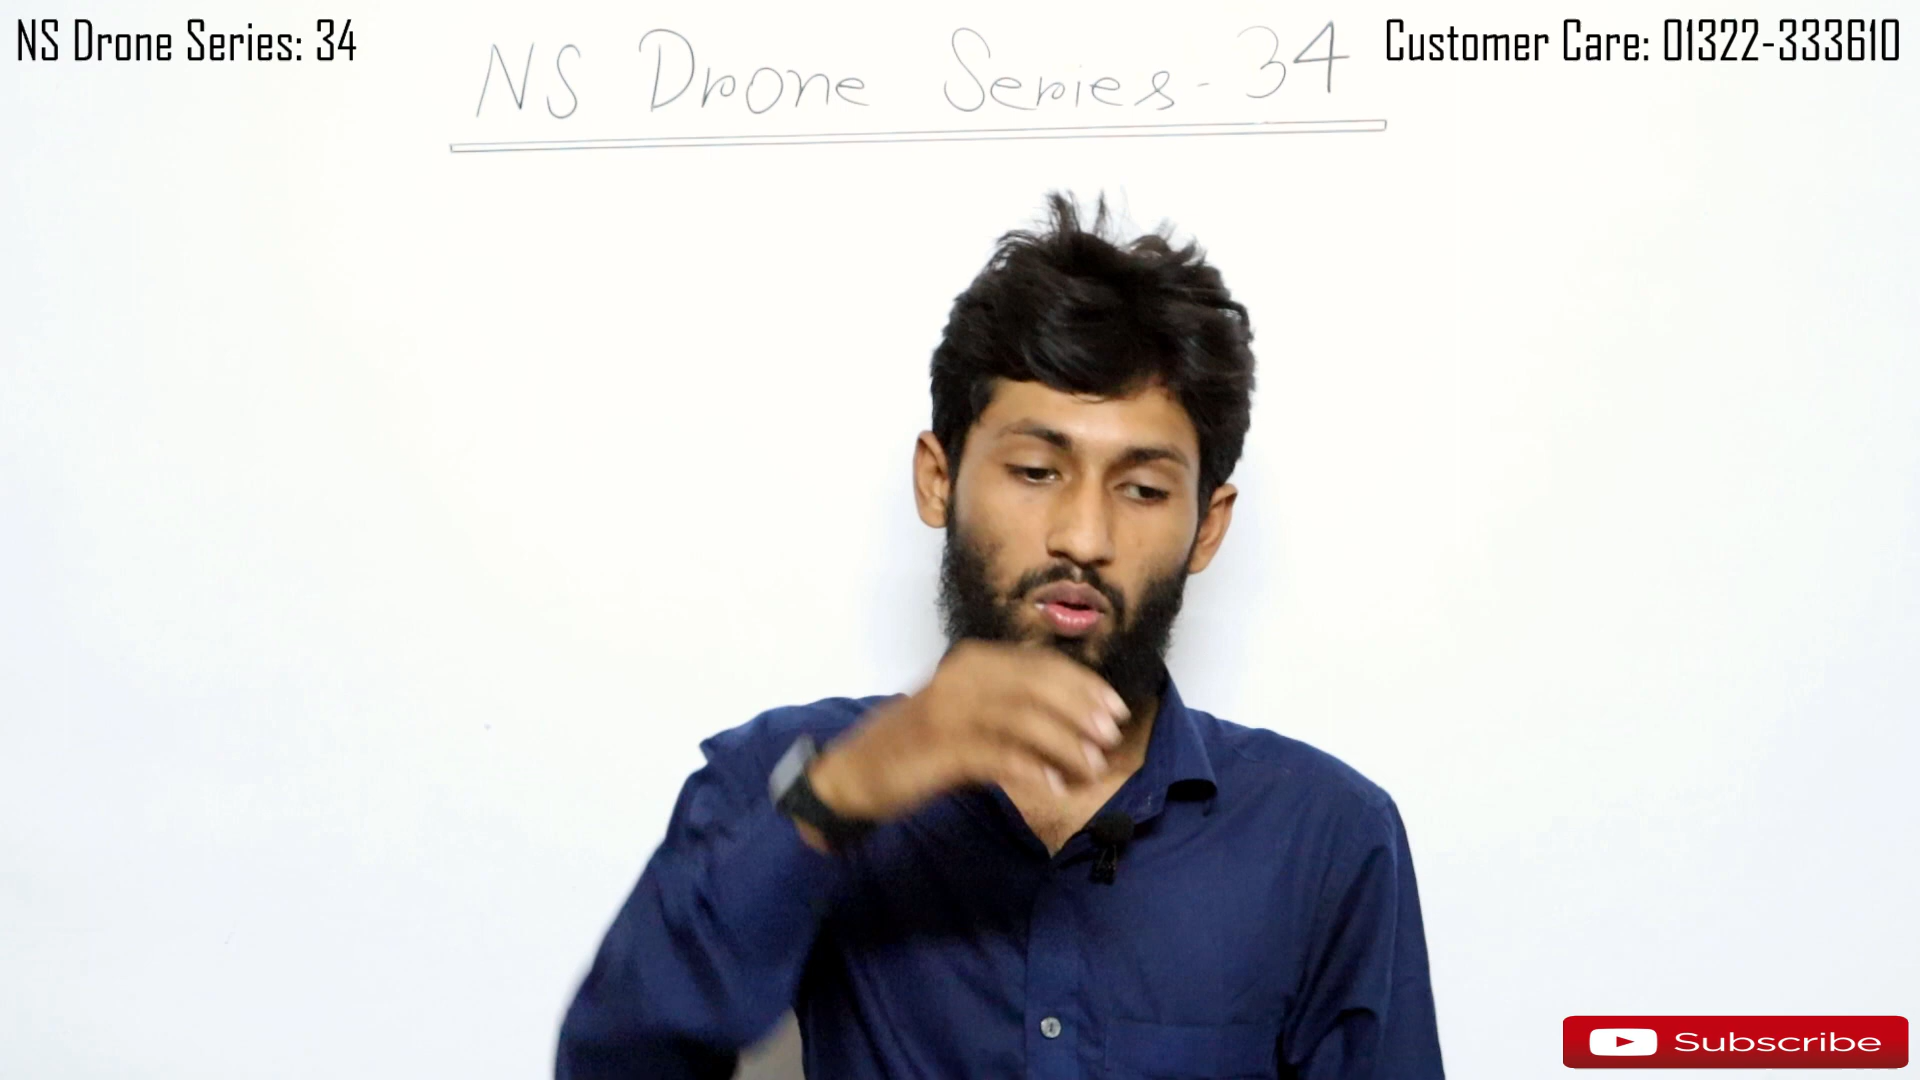 NS Drone Series: 34
NS Drone Series - 34
Customer Care: 01322-333610
Subscribe